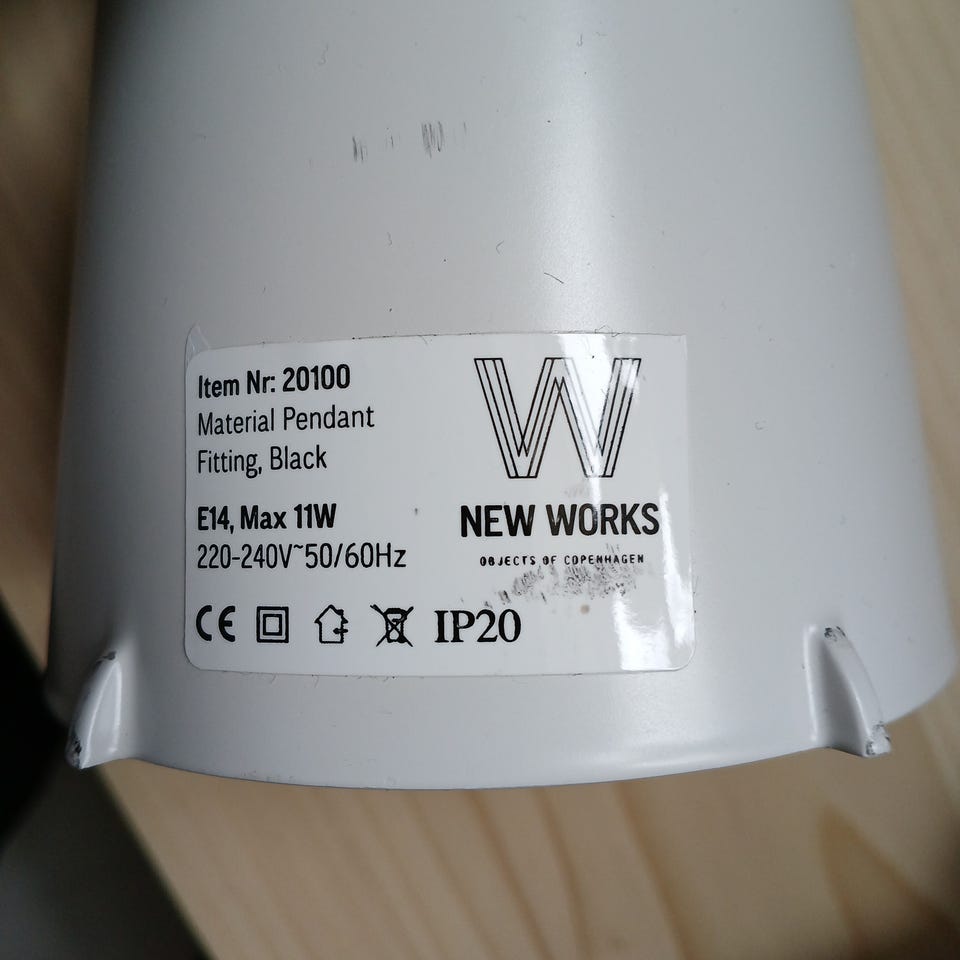 Item Nr: 20100
Material Pendant
Fitting, Black
E14, Max 11W
220-240V~50/60Hz
CE
IP20
W
NEW WORKS
OBJECTS OF COPENHAGEN